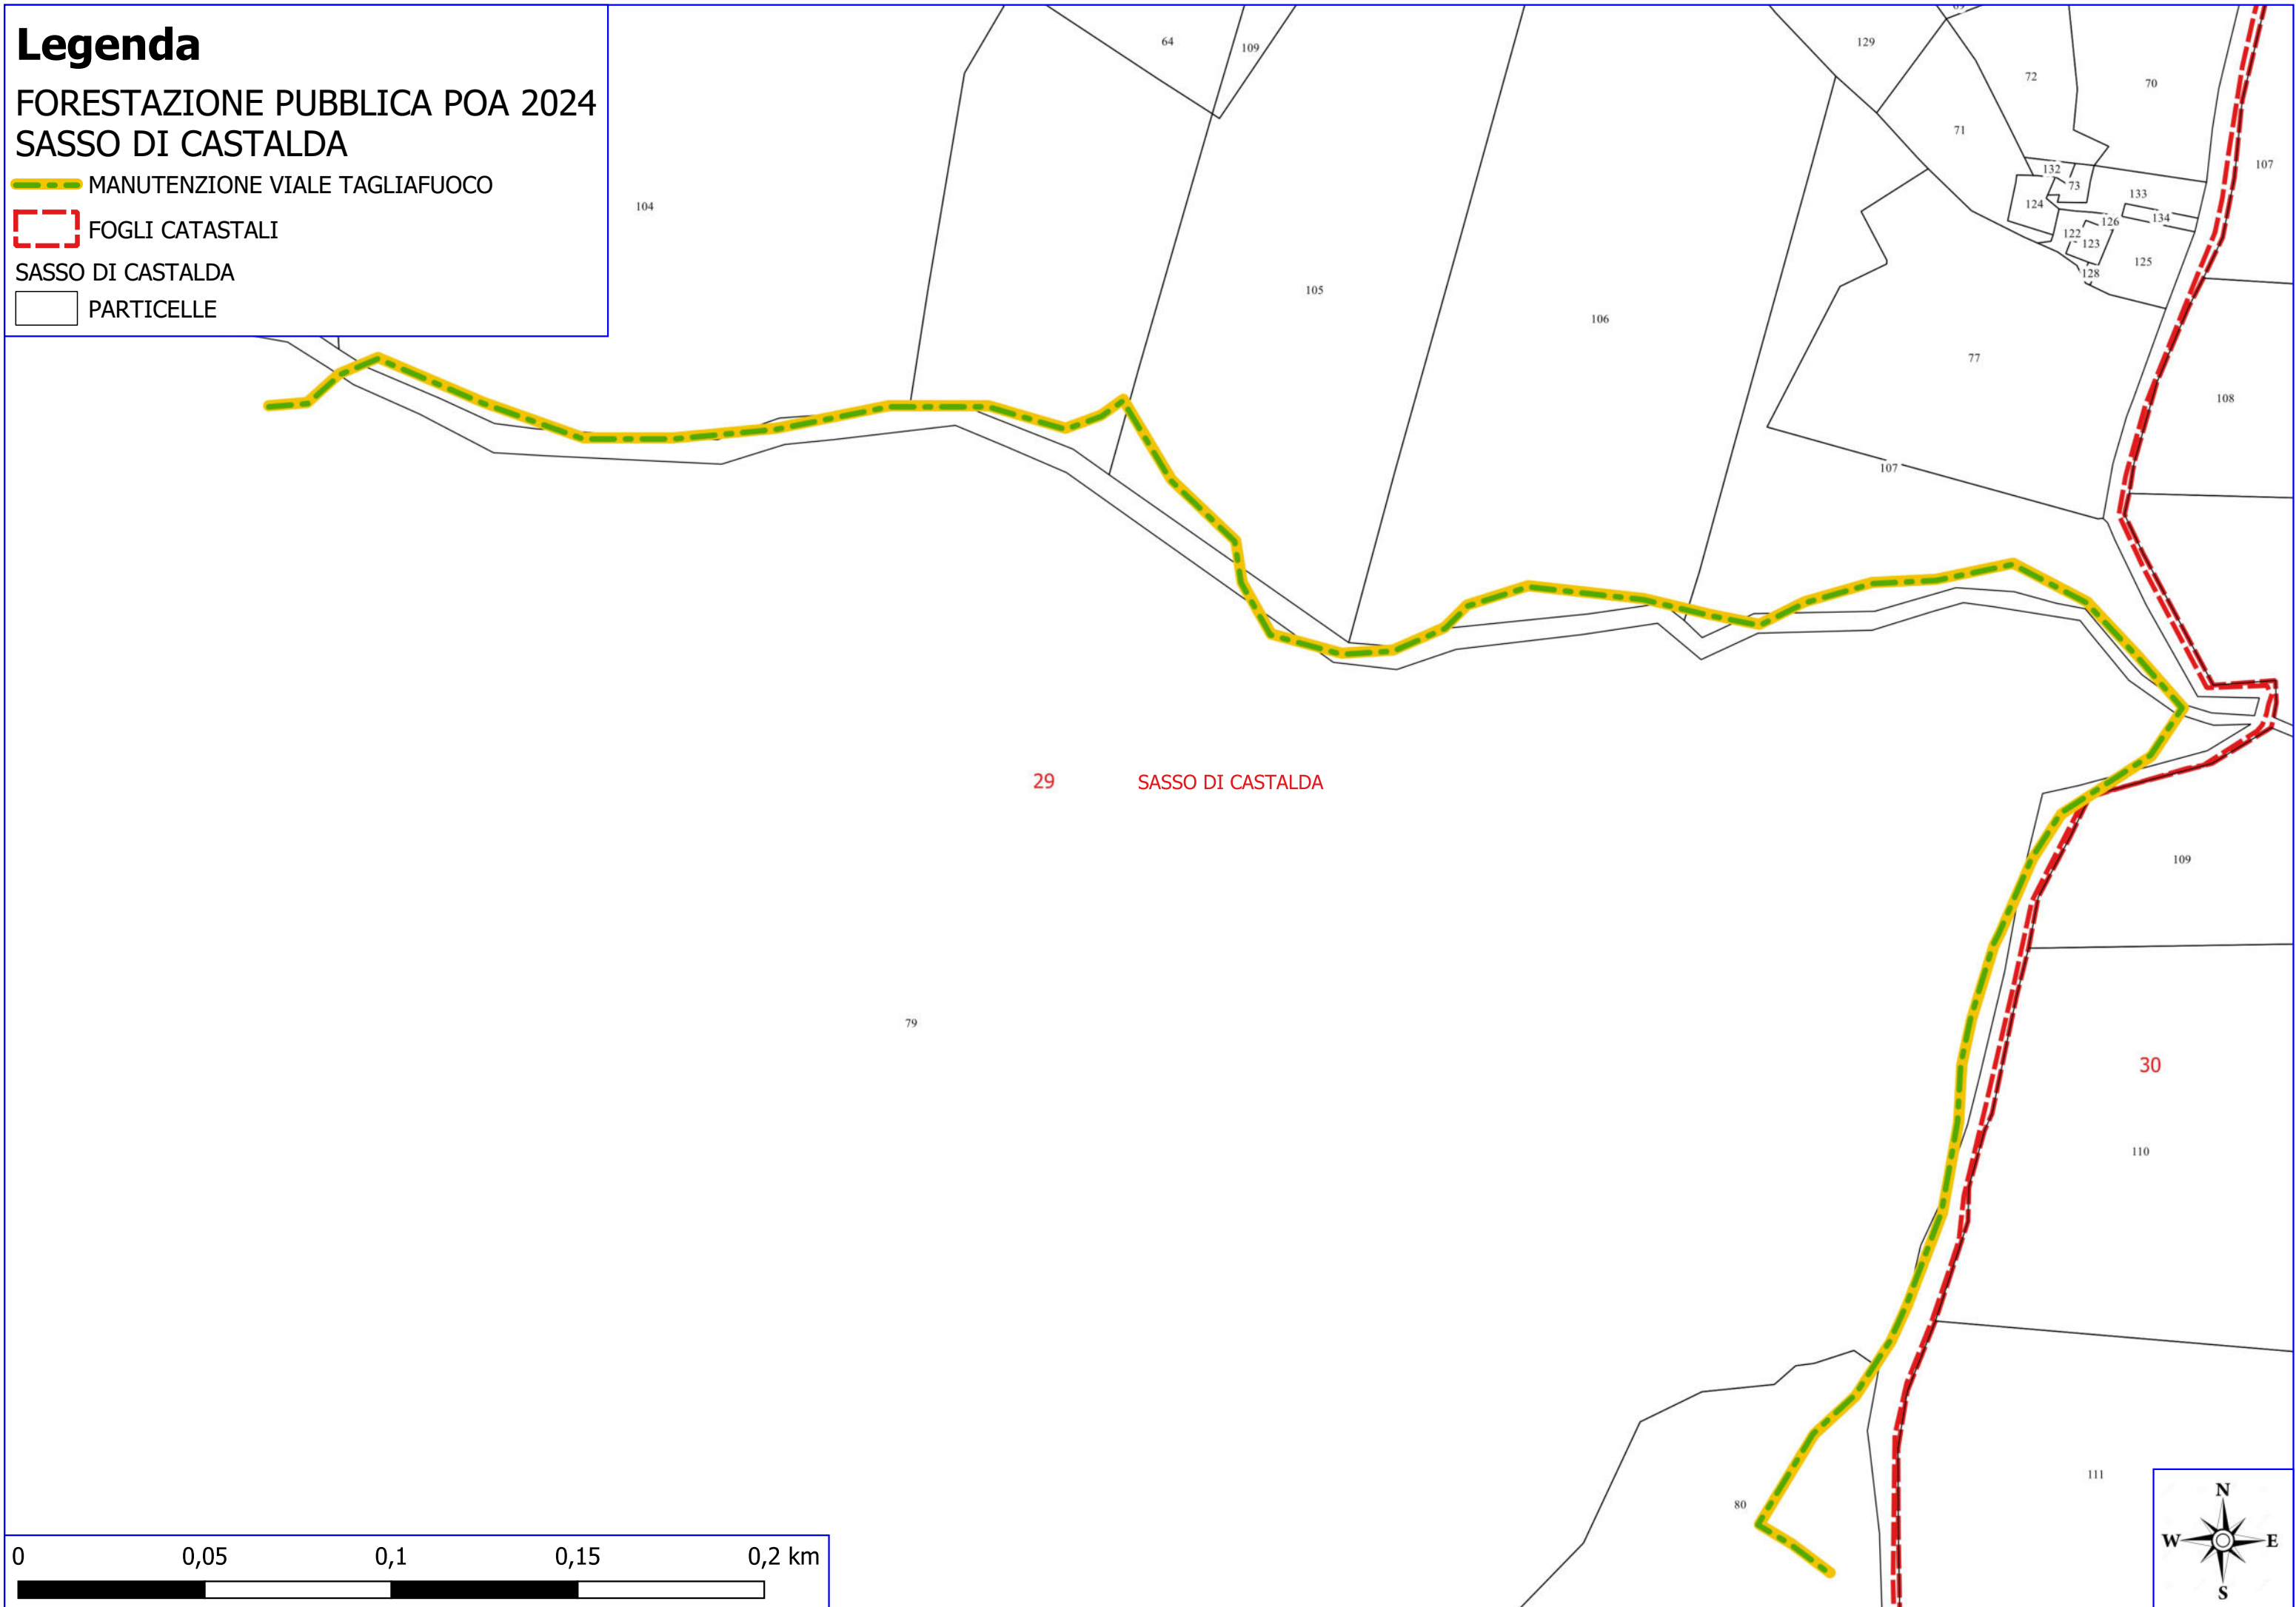 Legenda
FORESTAZIONE PUBBLICA POA 2024
SASSO DI CASTALDA
MANUTENZIONE VIALE TAGLIAFUOCO
FOGLI CATASTALI
SASSO DI CASTALDA
PARTICELLE
64
109
129
72
70
71
107
132
73
133
124
126
134
122
123
125
128
104
105
106
77
108
107
29 SASSO DI CASTALDA
109
79
30
110
111
80
0 0,05 0,1 0,15 0,2 km
N
W E
S